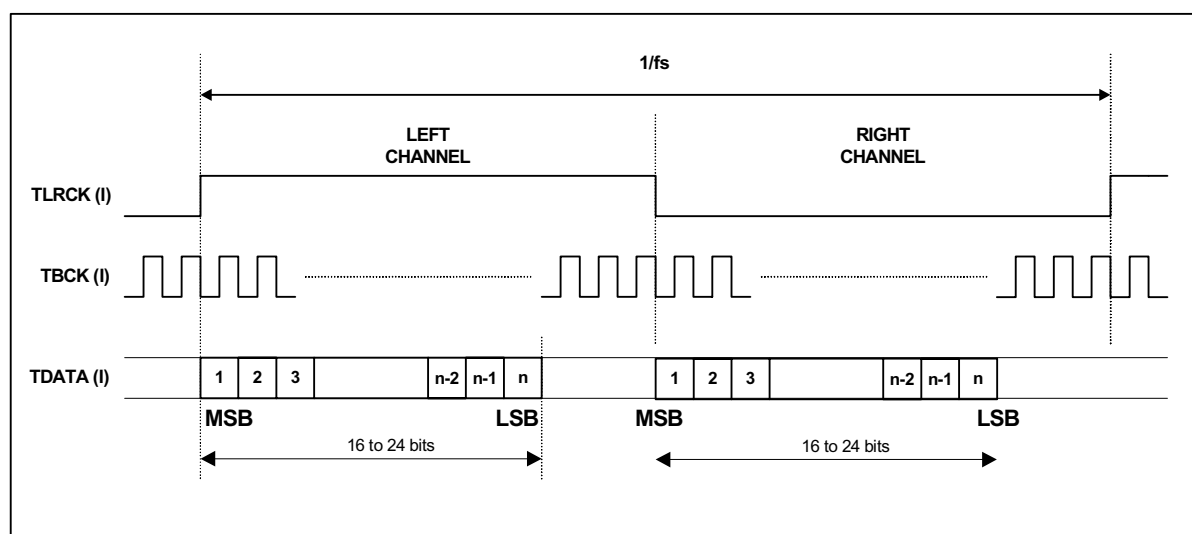 1/fs
LEFT
CHANNEL
RIGHT
CHANNEL
TLRCK (I)
TBCK (I)
TDATA (I)
1 2 3 n-2 n-1 n 1 2 3 n-2 n-1 n
MSB LSB MSB LSB
16 to 24 bits 16 to 24 bits